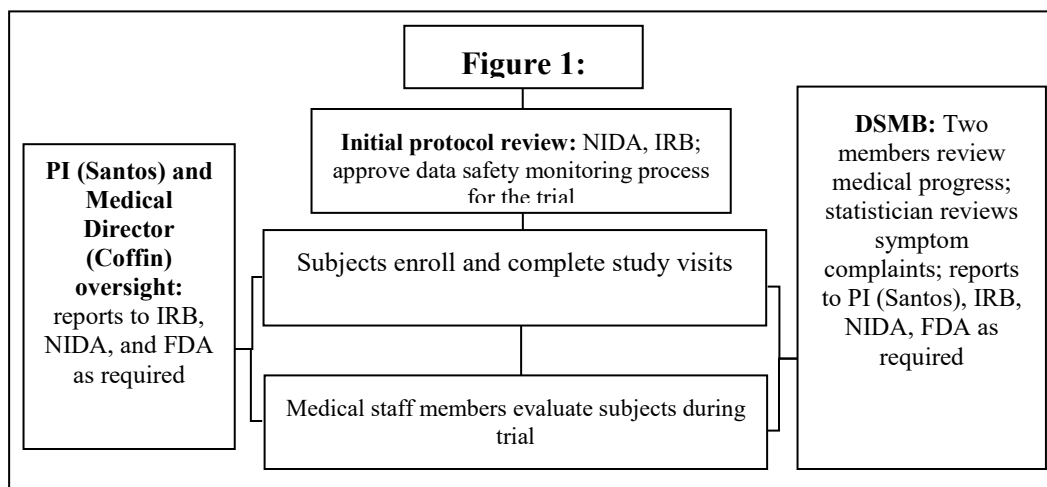 Figure 1:
Initial protocol review: NIDA, IRB;
approve data safety monitoring process
for the trial
PI (Santos) and
Medical
Director
(Coffin)
oversight:
reports to IRB,
NIDA, and FDA
as required
Subjects enroll and complete study visits
Medical staff members evaluate subjects during
trial
DSMB: Two
members review
medical progress;
statistician reviews
symptom
complaints; reports
to PI (Santos), IRB,
NIDA, FDA as
required